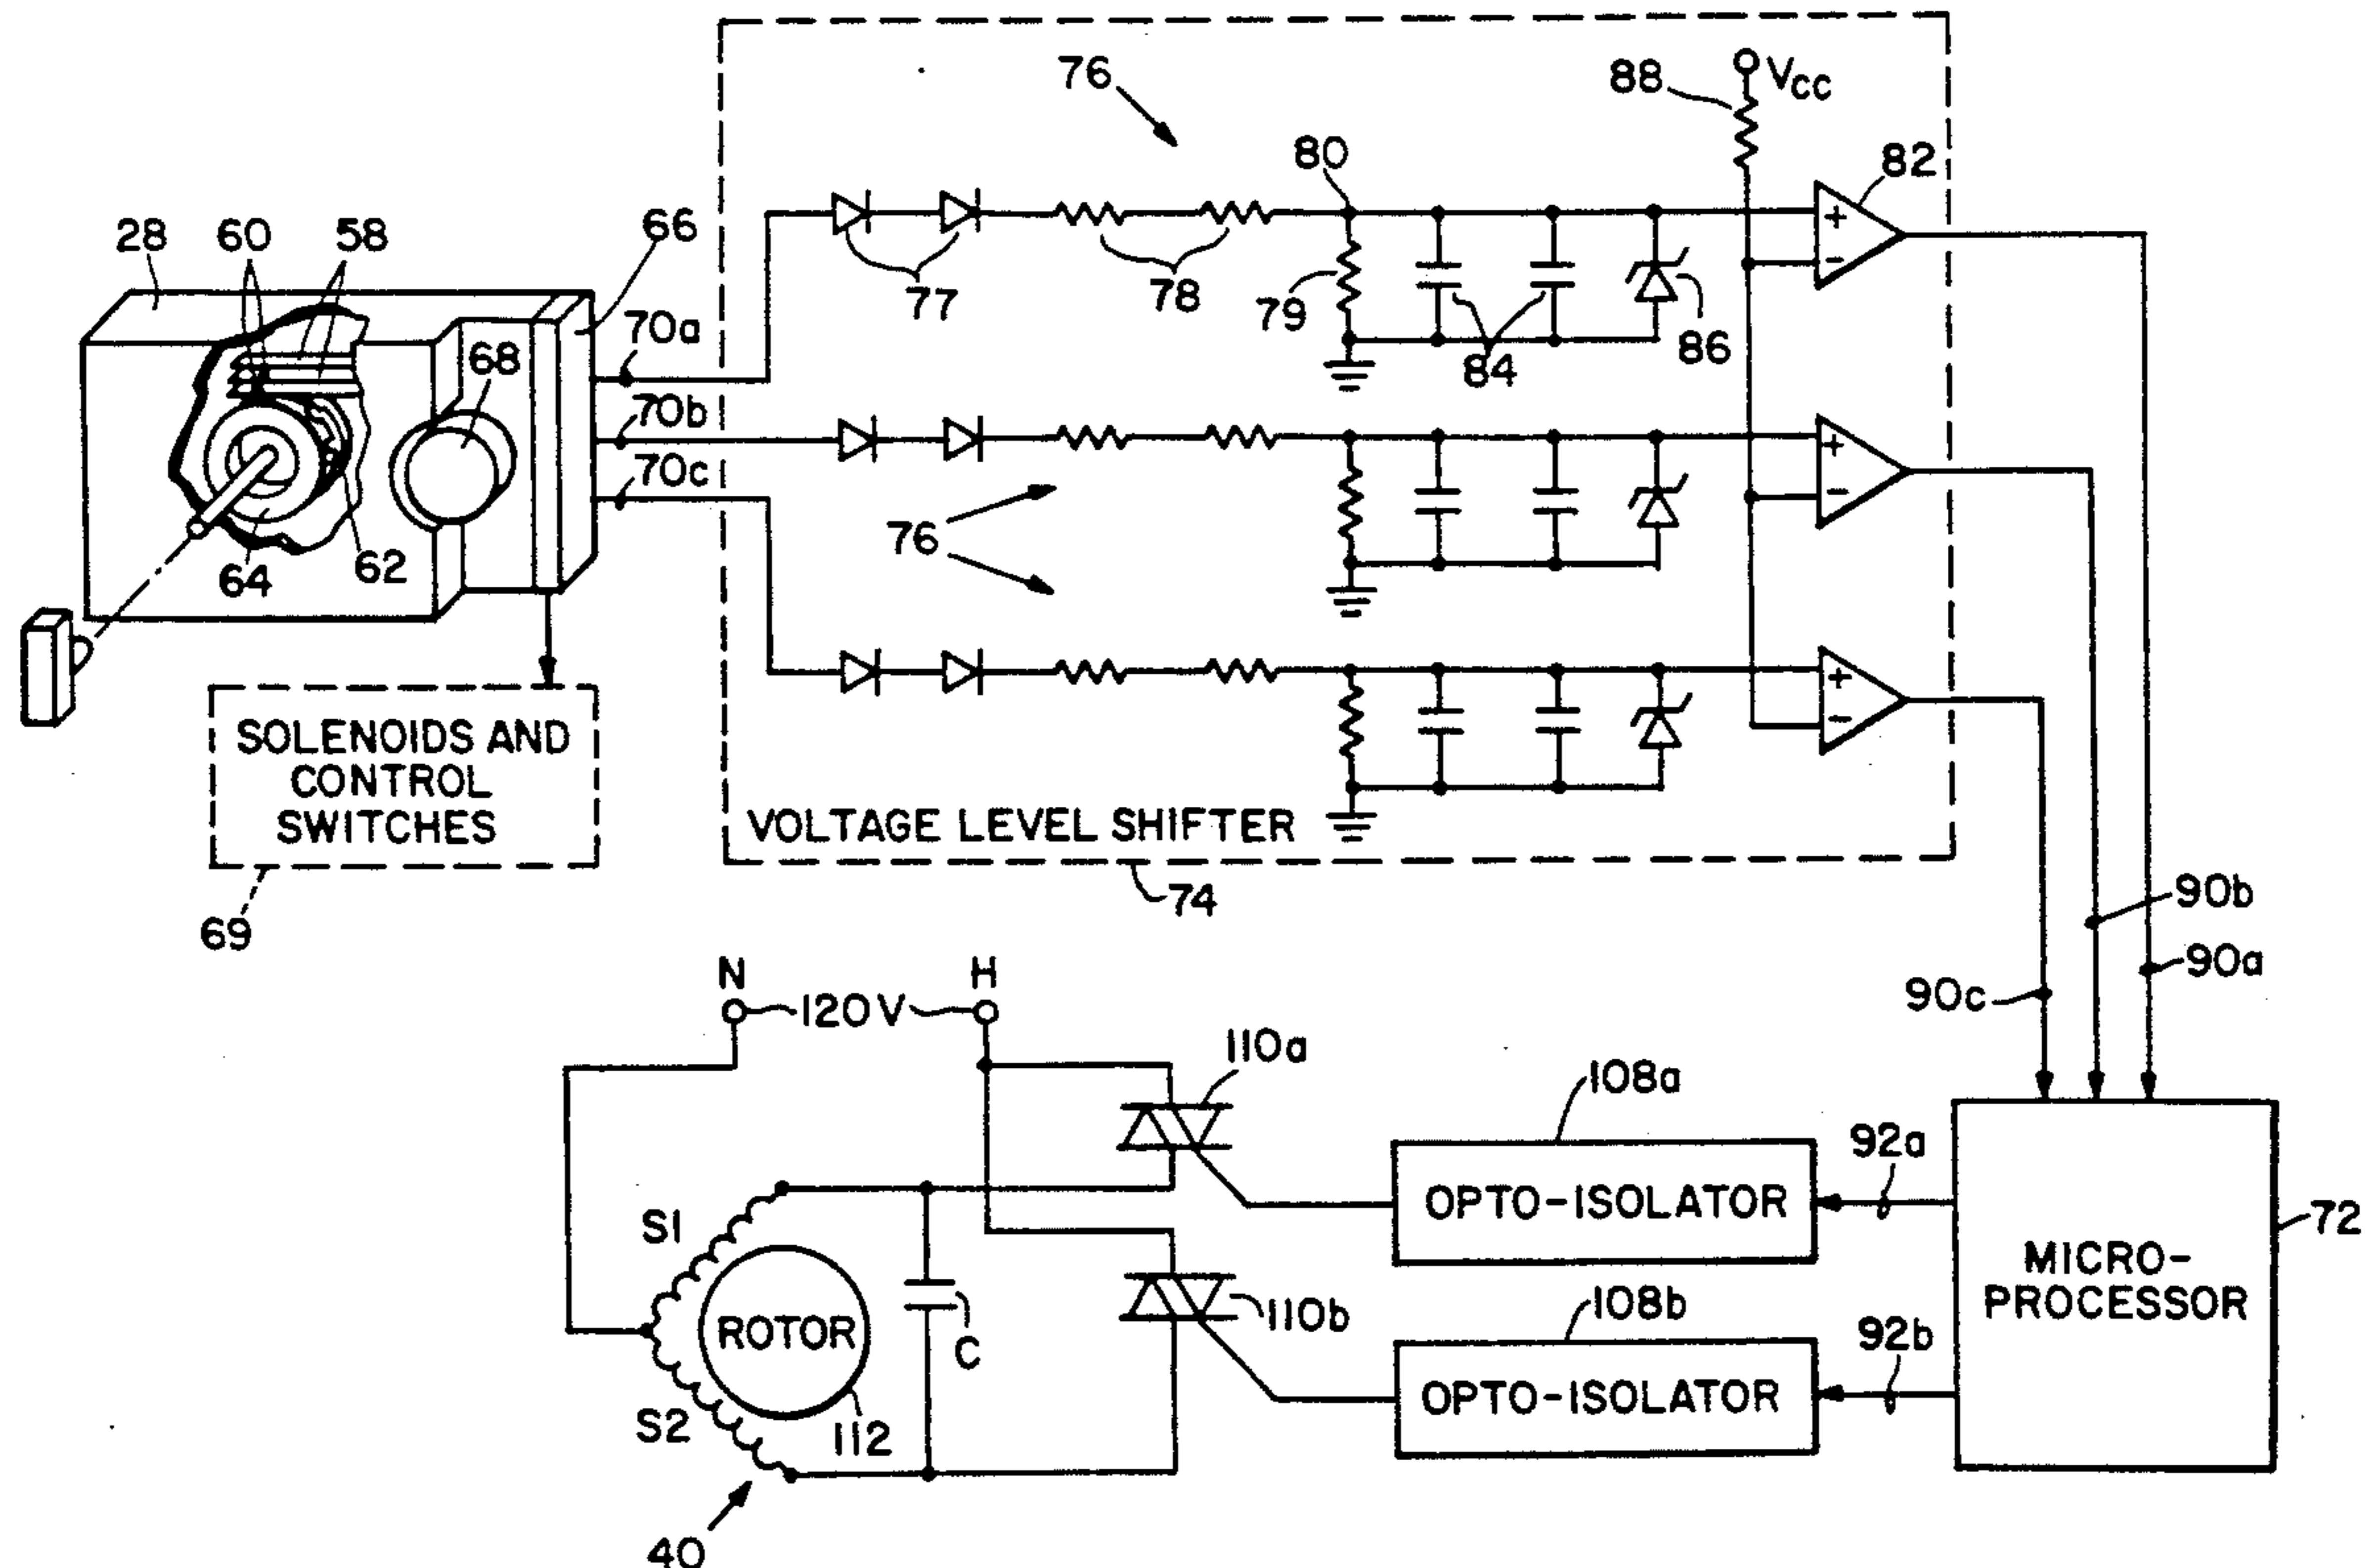 76
88
VCC
80
82
+
-
28
60
58
66
77
78
79
84
86
70a
68
70b
+
-
70c
76
64
62
+
-
SOLENOIDS AND
CONTROL
SWITCHES
VOLTAGE LEVEL SHIFTER
69
74
90b
90a
90c
N
120V
H
110a
108a
92a
OPTO-ISOLATOR
72
S1
MICRO-
PROCESSOR
110b
108b
ROTOR
C
92b
OPTO-ISOLATOR
S2
112
40